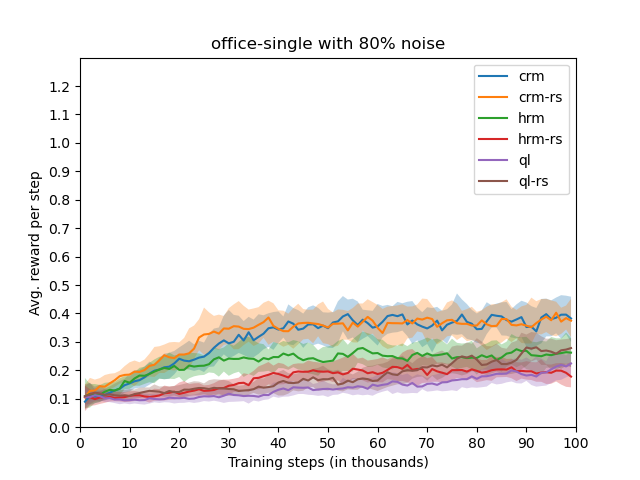 office-single with 80% noise
Avg. reward per step
1.2
1.1
1.0
0.9
0.8
0.7
0.6
0.5
0.4
0.3
0.2
0.1
0.0
crm
crm-rs
hrm
hrm-rs
ql
ql-rs
0 10 20 30 40 50 60 70 80 90 100
Training steps (in thousands)